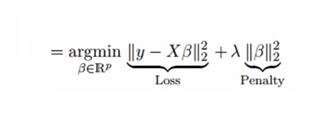 = argmin ‖y − Xβ‖₂² + λ ‖β‖₂²
β∈ℝᵖ
Loss Penalty